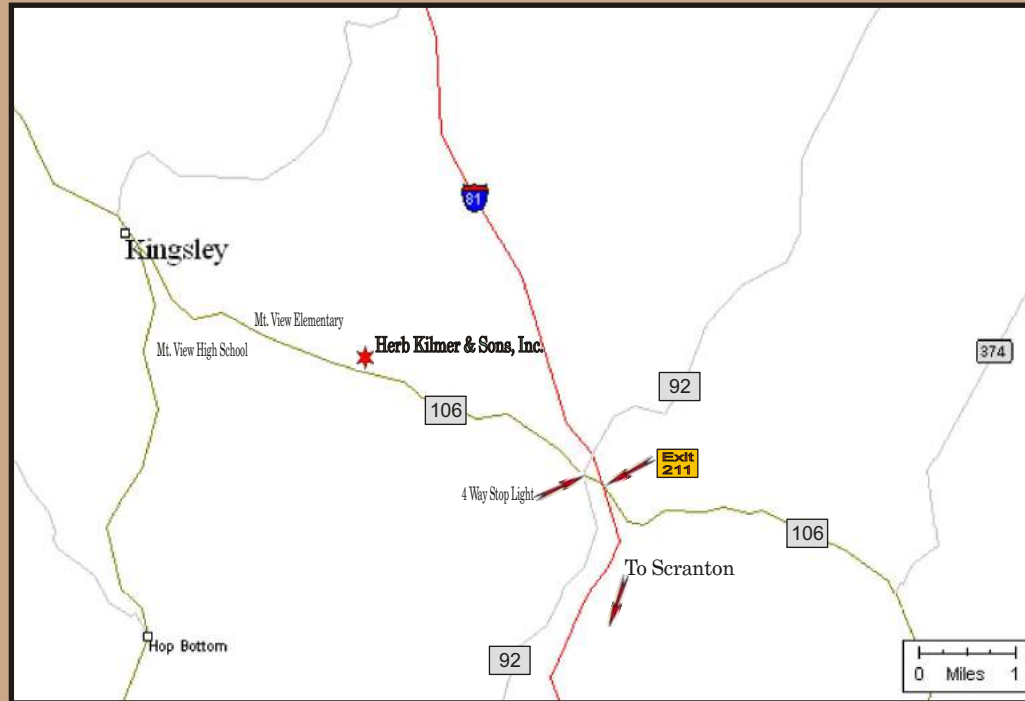 81
Kingsley
Mt. View Elementary
Mt. View High School
Herb Kilmer & Sons, Inc.
374
92
106
Exit
211
4 Way Stop Light
106
To Scranton
Hop Bottom
92
0 Miles 1